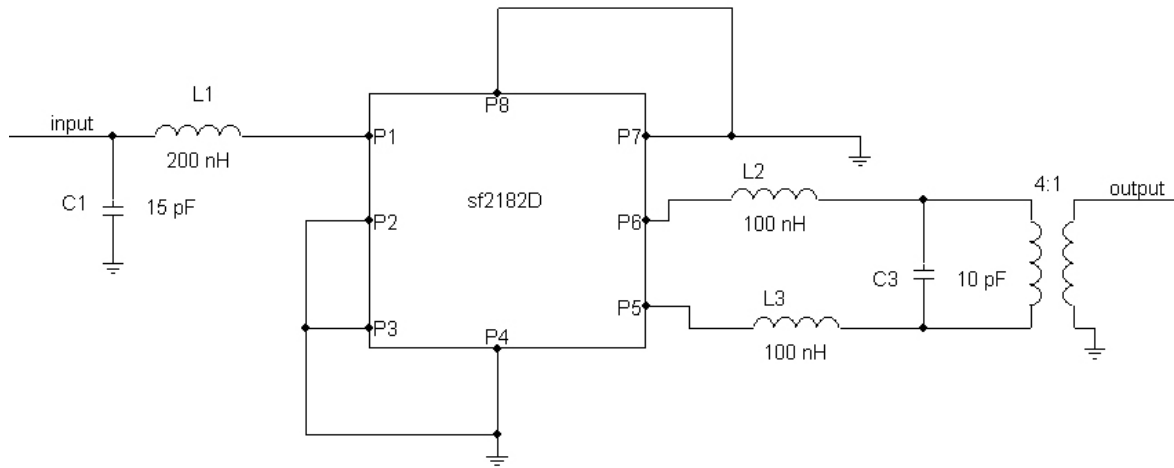 L1
input
200 nH
C1
15 pF
P8
P1
P7
sf2182D
P2
P6
P3
P4
P5
L2
100 nH
4:1
output
C3
10 pF
L3
100 nH